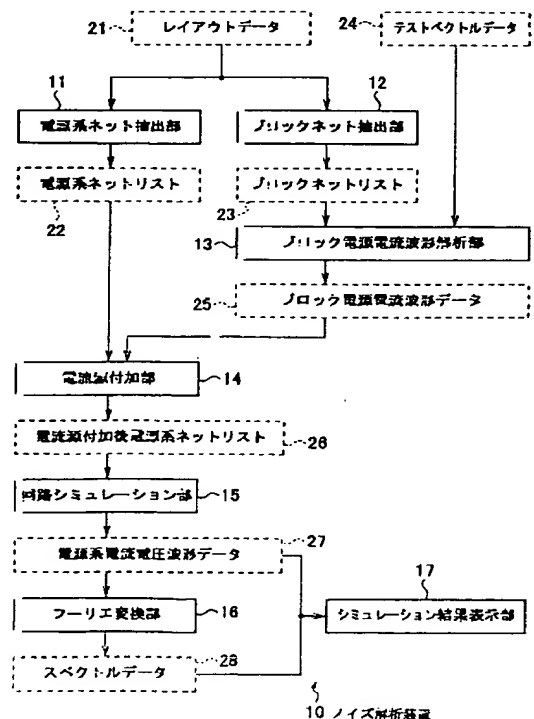 21 レイアウトデータ
24 テストベクトルデータ
11
12
電源系ネット抽出部
ブロックネット抽出部
電源系ネットリスト
ブロックネットリスト
22
23
13 ブロック電源電流波形解析部
25 ブロック電源電流波形データ
電流源付加部 14
電流源付加後電源系ネットリスト 26
回路シミュレーション部 15
電源系電流電圧波形データ 27
17
フーリエ変換部 16
シミュレーション結果表示部
スペクトルデータ 28
10 ノイズ解析装置